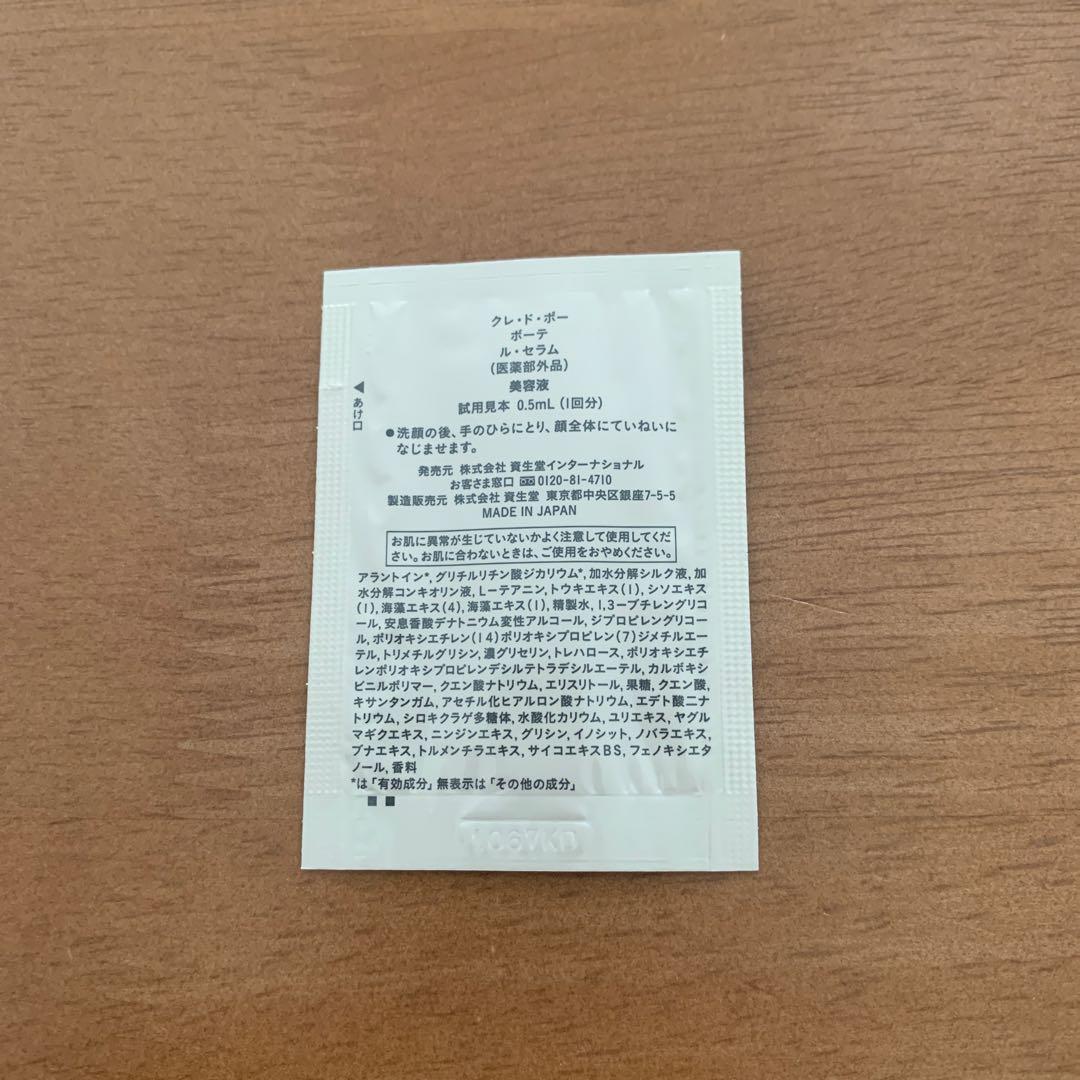 クレ・ド・ポー
ボーテ
ル・セラム
(医薬部外品)
美容液
試用見本 0.5mL (1回分)
◀あけ口
●洗顔の後、手のひらにとり、顔全体にていねいに
なじませます。
発売元 株式会社 資生堂インターナショナル
お客さま窓口 0120-81-4710
製造販売元 株式会社 資生堂 東京都中央区銀座7-5-5
MADE IN JAPAN
お肌に異常が生じていないかよく注意して使用してくだ
さい。お肌に合わないときは、ご使用をおやめください。
アラントイン*, グリチルリチン酸ジカリウム*, 加水分解シルク液, 加
水分解コンキオリン液, L-テアニン, トウキエキス(1), シソエキス
(1), 海藻エキス(4), 海藻エキス(1), 精製水, 1,3-ブチレングリコ
ール, 安息香酸デナトニウム変性アルコール, ジプロピレングリコー
ル, ポリオキシエチレン(14)ポリオキシプロピレン(7)ジメチルエー
テル, トリメチルグリシン, 濃グリセリン, トレハロース, ポリオキシエチ
レンポリオキシプロピレンデシルテトラデシルエーテル, カルボキシ
ビニルポリマー, クエン酸ナトリウム, エリスリトール, 果糖, クエン酸,
キサンタンガム, アセチル化ヒアルロン酸ナトリウム, エデト酸二ナ
トリウム, シロキクラゲ多糖体, 水酸化カリウム, ユリエキス, ヤグル
マギクエキス, ニンジンエキス, グリシン, イノシット, ノバラエキス,
ブナエキス, トルメンチラエキス, サイコエキスBS, フェノキシエタ
ノール, 香料
*は「有効成分」無表示は「その他の成分」